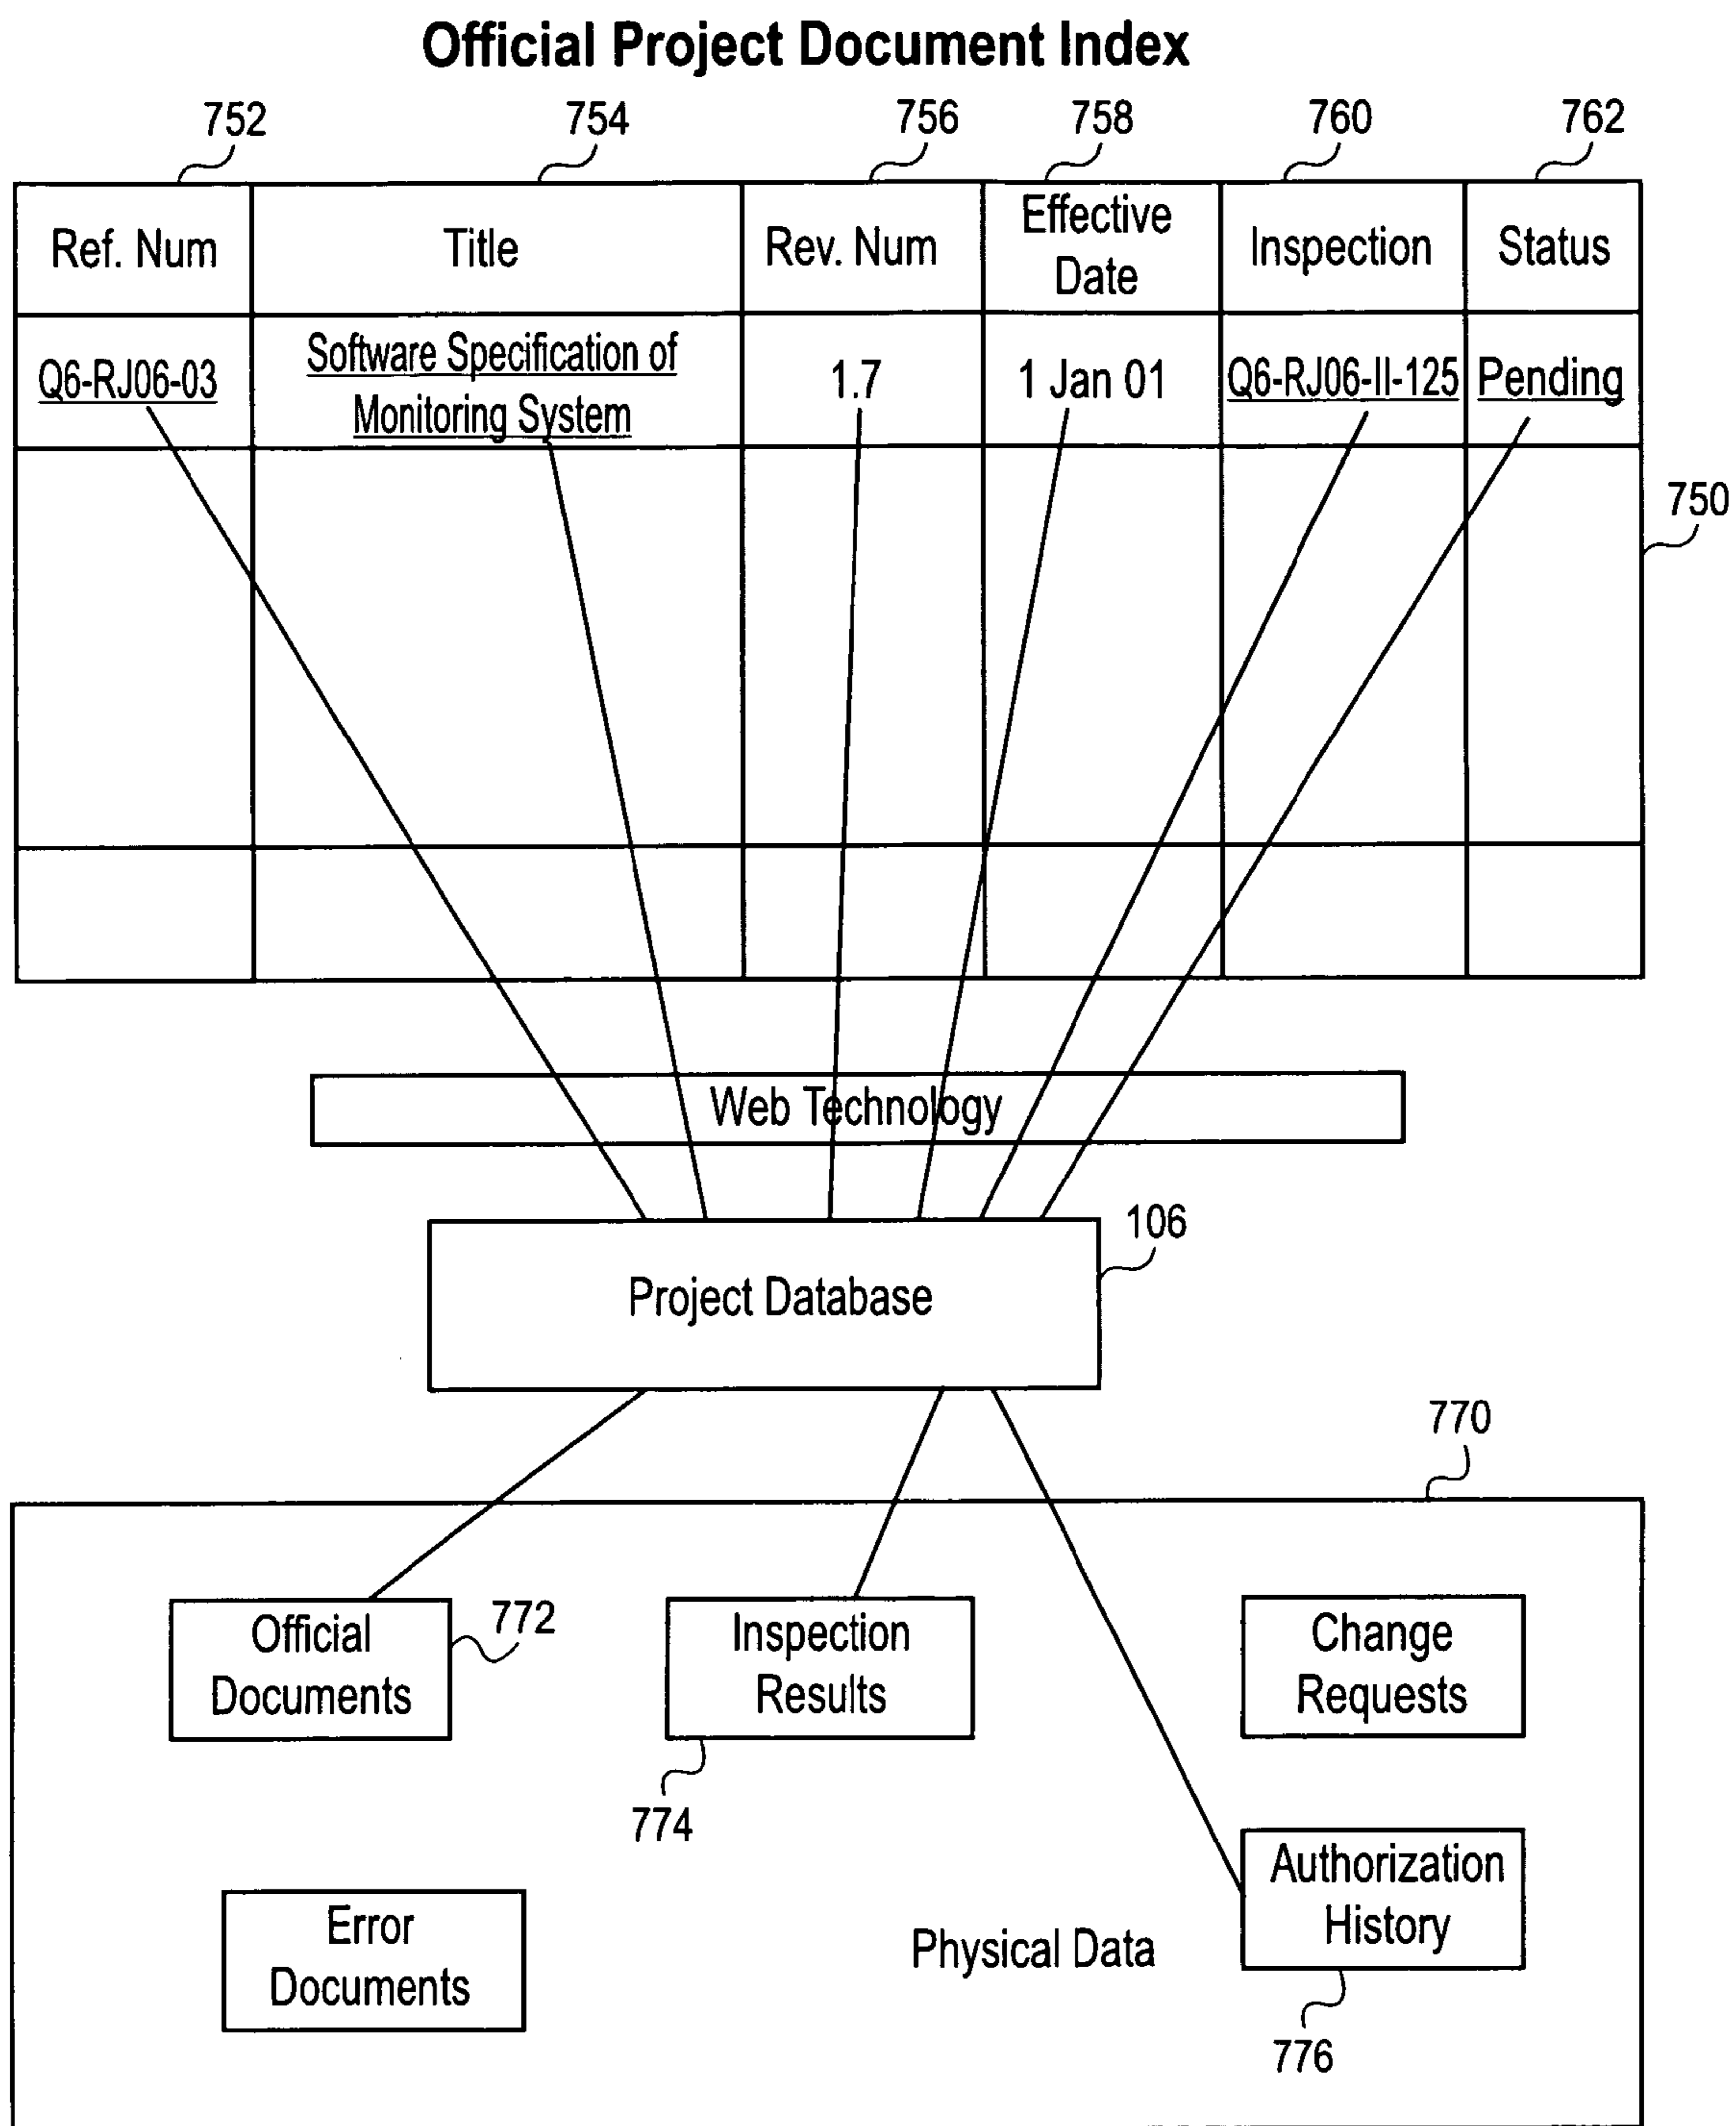 Official Project Document Index
752
754
756
758
760
762
Ref. Num
Title
Rev. Num
Effective
Date
Inspection
Status
Q6-RJ06-03
Software Specification of
Monitoring System
1.7
1 Jan 01
Q6-RJ06-II-125
Pending
750
Web Technology
106
Project Database
770
Official
Documents
772
Inspection
Results
774
Change
Requests
Error
Documents
Physical Data
Authorization
History
776